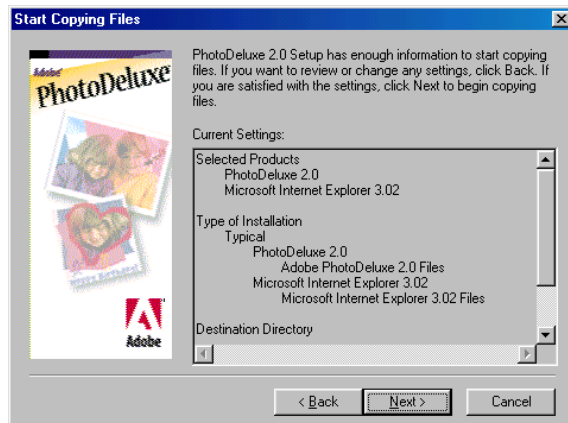 Start Copying Files
Adobe
PhotoDeluxe
Adobe
PhotoDeluxe 2.0 Setup has enough information to start copying
files. If you want to review or change any settings, click Back. If
you are satisfied with the settings, click Next to begin copying
files.
Current Settings:
Selected Products
PhotoDeluxe 2.0
Microsoft Internet Explorer 3.02
Type of Installation
Typical
PhotoDeluxe 2.0
Adobe PhotoDeluxe 2.0 Files
Microsoft Internet Explorer 3.02
Microsoft Internet Explorer 3.02 Files
Destination Directory
< Back
Next >
Cancel